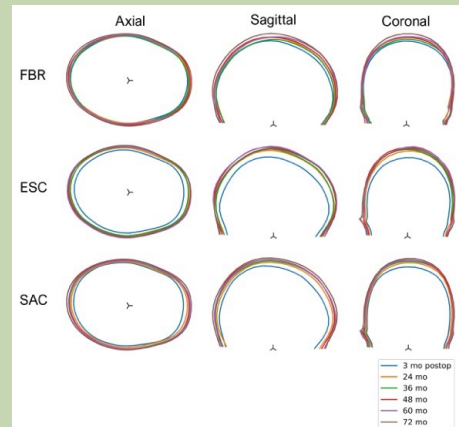 Axial Sagittal Coronal
FBR
ESC
SAC
3 mo postop
24 mo
36 mo
48 mo
60 mo
72 mo